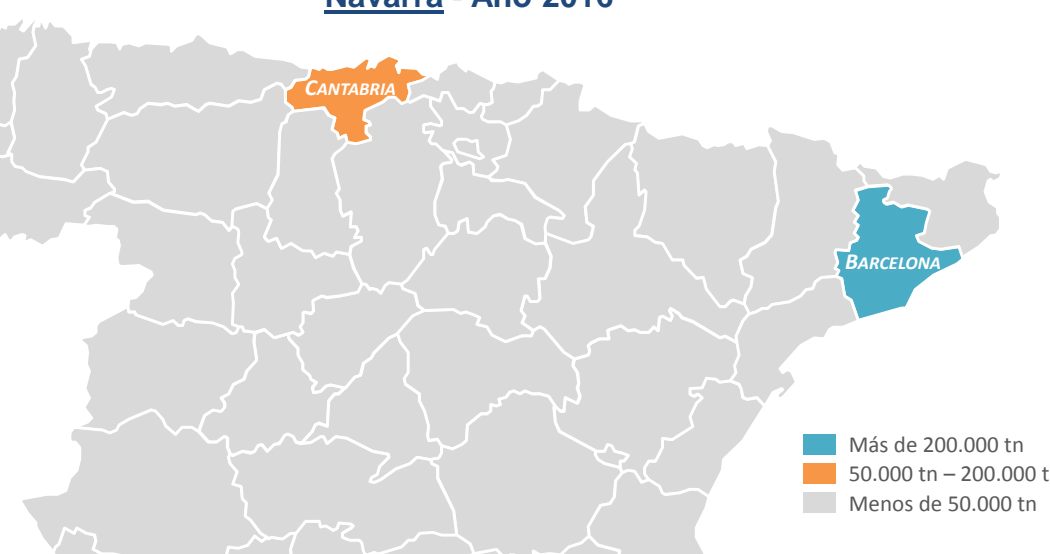 Navarra - Año 2016
CANTABRIA
BARCELONA
Más de 200.000 tn
50.000 tn – 200.000 t
Menos de 50.000 tn